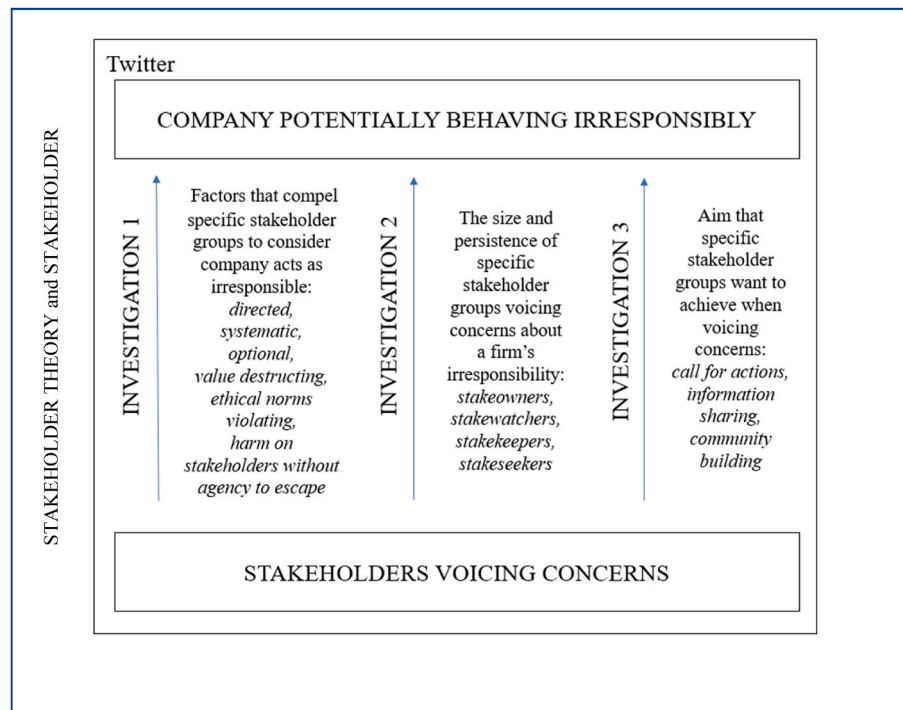 STAKEHOLDER THEORY and STAKEHOLDER
Twitter
COMPANY POTENTIALLY BEHAVING IRRESPONSIBLY
INVESTIGATION 1
Factors that compel
specific stakeholder
groups to consider
company acts as
irresponsible:
directed,
systematic,
optional,
value destructing,
ethical norms
violating,
harm on
stakeholders without
agency to escape
INVESTIGATION 2
The size and
persistence of
specific
stakeholder
groups voicing
concerns about
a firm’s
irresponsibility:
stakeowners,
stakewatchers,
stakekeepers,
stakeseekers
INVESTIGATION 3
Aim that
specific
stakeholder
groups want to
achieve when
voicing
concerns:
call for actions,
information
sharing,
community
building
STAKEHOLDERS VOICING CONCERNS